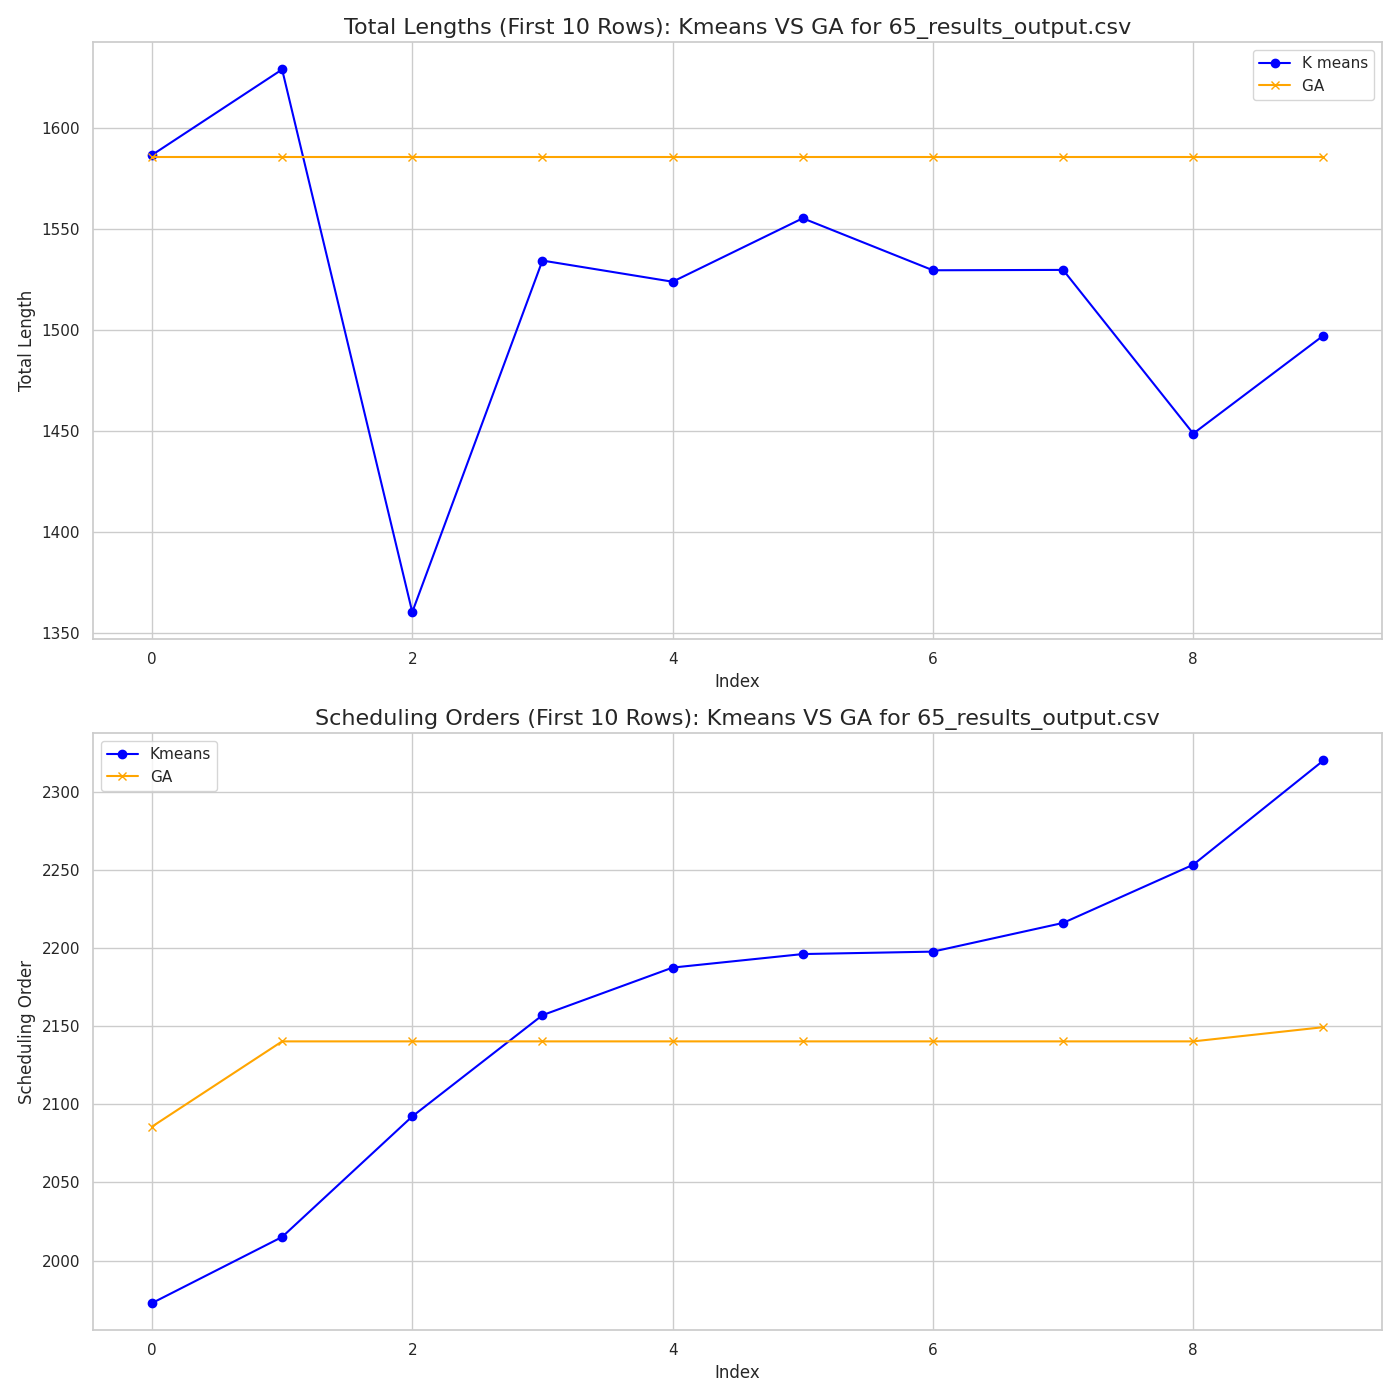 Total Lengths (First 10 Rows): Kmeans VS GA for 65_results_output.csv
K means
GA
Total Length
1600
1550
1500
1450
1400
1350
0 2 4 6 8
Index
Scheduling Orders (First 10 Rows): Kmeans VS GA for 65_results_output.csv
Kmeans
GA
Scheduling Order
2300
2250
2200
2150
2100
2050
2000
0 2 4 6 8
Index